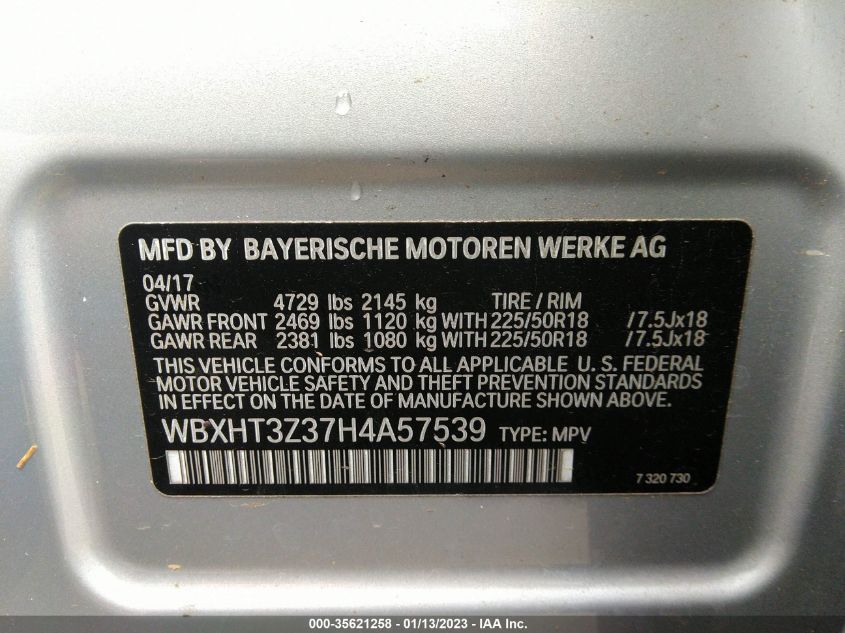 MFD BY BAYERISCHE MOTOREN WERKE AG
04/17
GVWR 4729 lbs 2145 kg TIRE / RIM
GAWR FRONT 2469 lbs 1120 kg WITH 225/50R18 /7.5Jx18
GAWR REAR 2381 lbs 1080 kg WITH 225/50R18 /7.5Jx18
THIS VEHICLE CONFORMS TO ALL APPLICABLE U. S. FEDERAL
MOTOR VEHICLE SAFETY AND THEFT PREVENTION STANDARDS
IN EFFECT ON THE DATE OF MANUFACTURE SHOWN ABOVE.
WBXHT3Z37H4A57539 TYPE: MPV
7 320 730
000-35621258 - 01/13/2023 - IAA Inc.